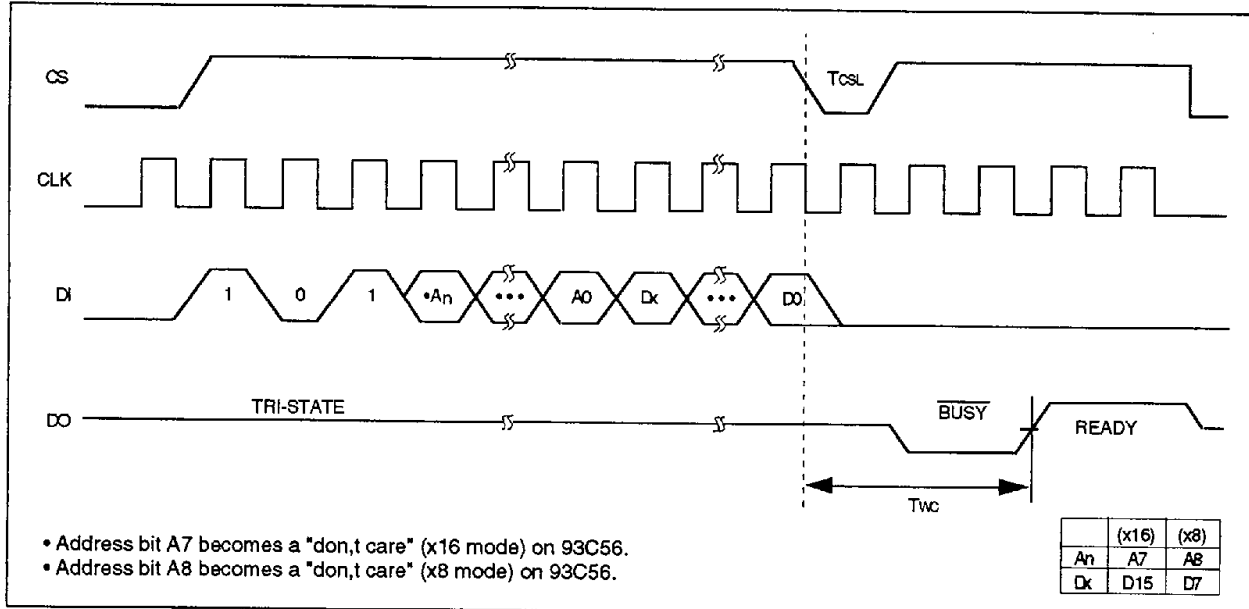 CS
TCSL
CLK
DI
1 0 1 •An ••• A0 Dx ••• D0
DO
TRI-STATE
BUSY
READY
TWC
• Address bit A7 becomes a "don,t care" (x16 mode) on 93C56.
• Address bit A8 becomes a "don,t care" (x8 mode) on 93C56.
(x16) (x8)
An A7 A8
Dx D15 D7